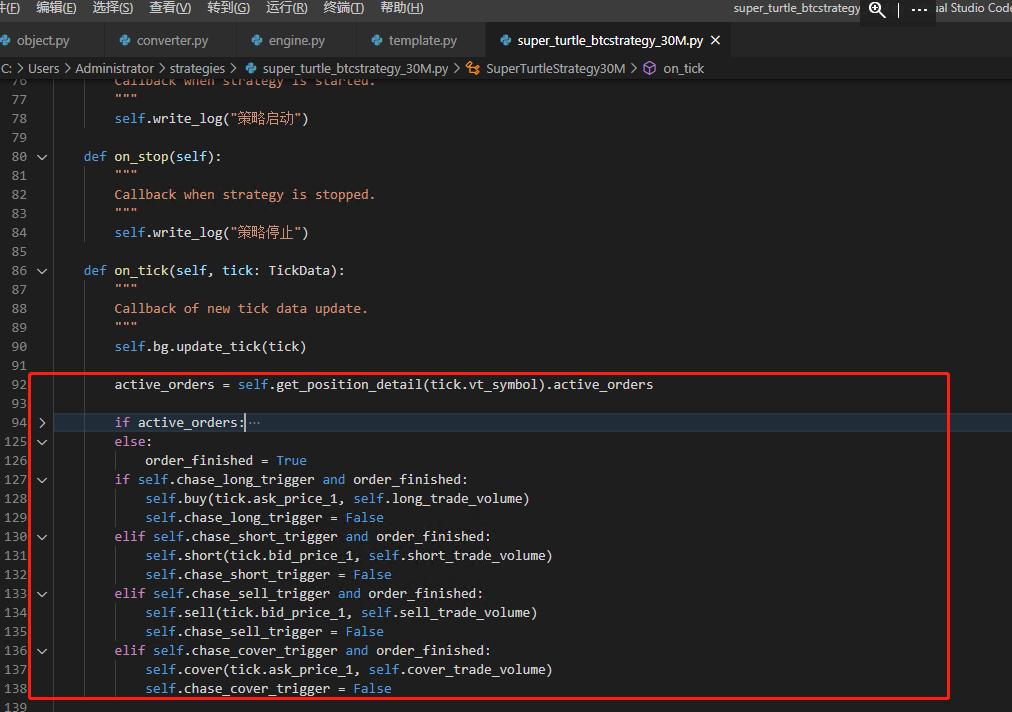 件(F) 编辑(E) 选择(S) 查看(V) 转到(G) 运行(R) 终端(T) 帮助(H) super_turtle_btcstrategy_ ual Studio Code
object.py converter.py engine.py template.py super_turtle_btcstrategy_30M.py
C: > Users > Administrator > strategies > super_turtle_btcstrategy_30M.py > SuperTurtleStrategy30M > on_tick
76 Callback when strategy is started.
77 """
78 self.write_log("策略启动")
79
80 def on_stop(self):
81 """
82 Callback when strategy is stopped.
83 """
84 self.write_log("策略停止")
85
86 def on_tick(self, tick: TickData):
87 """
88 Callback of new tick data update.
89 """
90 self.bg.update_tick(tick)
91
92 active_orders = self.get_position_detail(tick.vt_symbol).active_orders
93
94 if active_orders:···
125 else:
126 order_finished = True
127 if self.chase_long_trigger and order_finished:
128 self.buy(tick.ask_price_1, self.long_trade_volume)
129 self.chase_long_trigger = False
130 elif self.chase_short_trigger and order_finished:
131 self.short(tick.bid_price_1, self.short_trade_volume)
132 self.chase_short_trigger = False
133 elif self.chase_sell_trigger and order_finished:
134 self.sell(tick.bid_price_1, self.sell_trade_volume)
135 self.chase_sell_trigger = False
136 elif self.chase_cover_trigger and order_finished:
137 self.cover(tick.ask_price_1, self.cover_trade_volume)
138 self.chase_cover_trigger = False
139